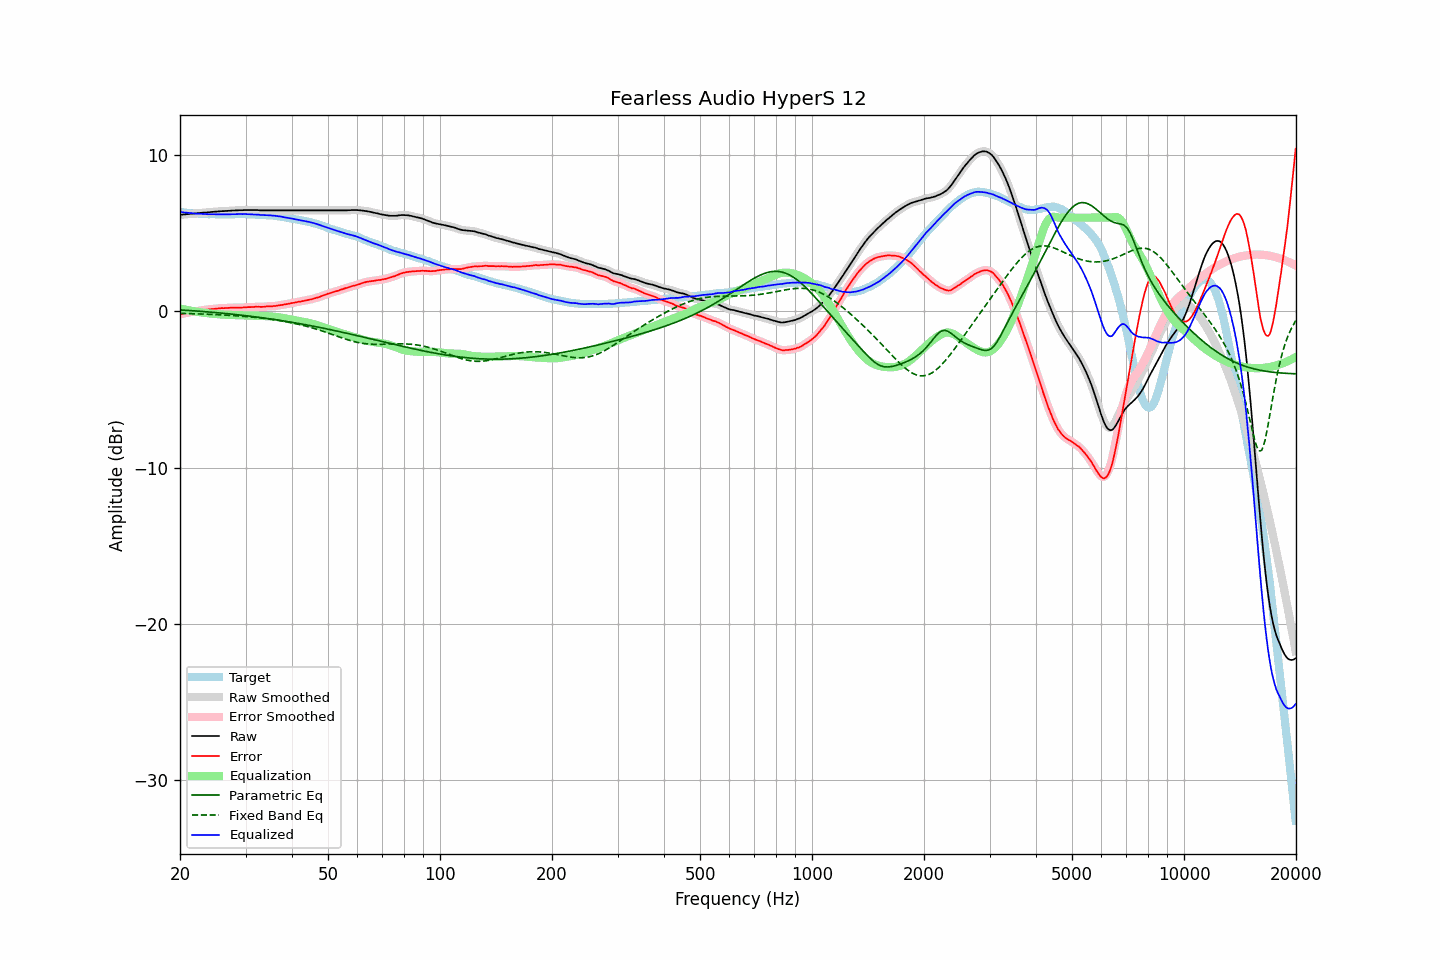 Fearless Audio HyperS 12
10
0
−10
−20
−30
Amplitude (dBr)
Target
Raw Smoothed
Error Smoothed
Raw
Error
Equalization
Parametric Eq
Fixed Band Eq
Equalized
20 50 100 200 500 1000 2000 5000 10000 20000
Frequency (Hz)